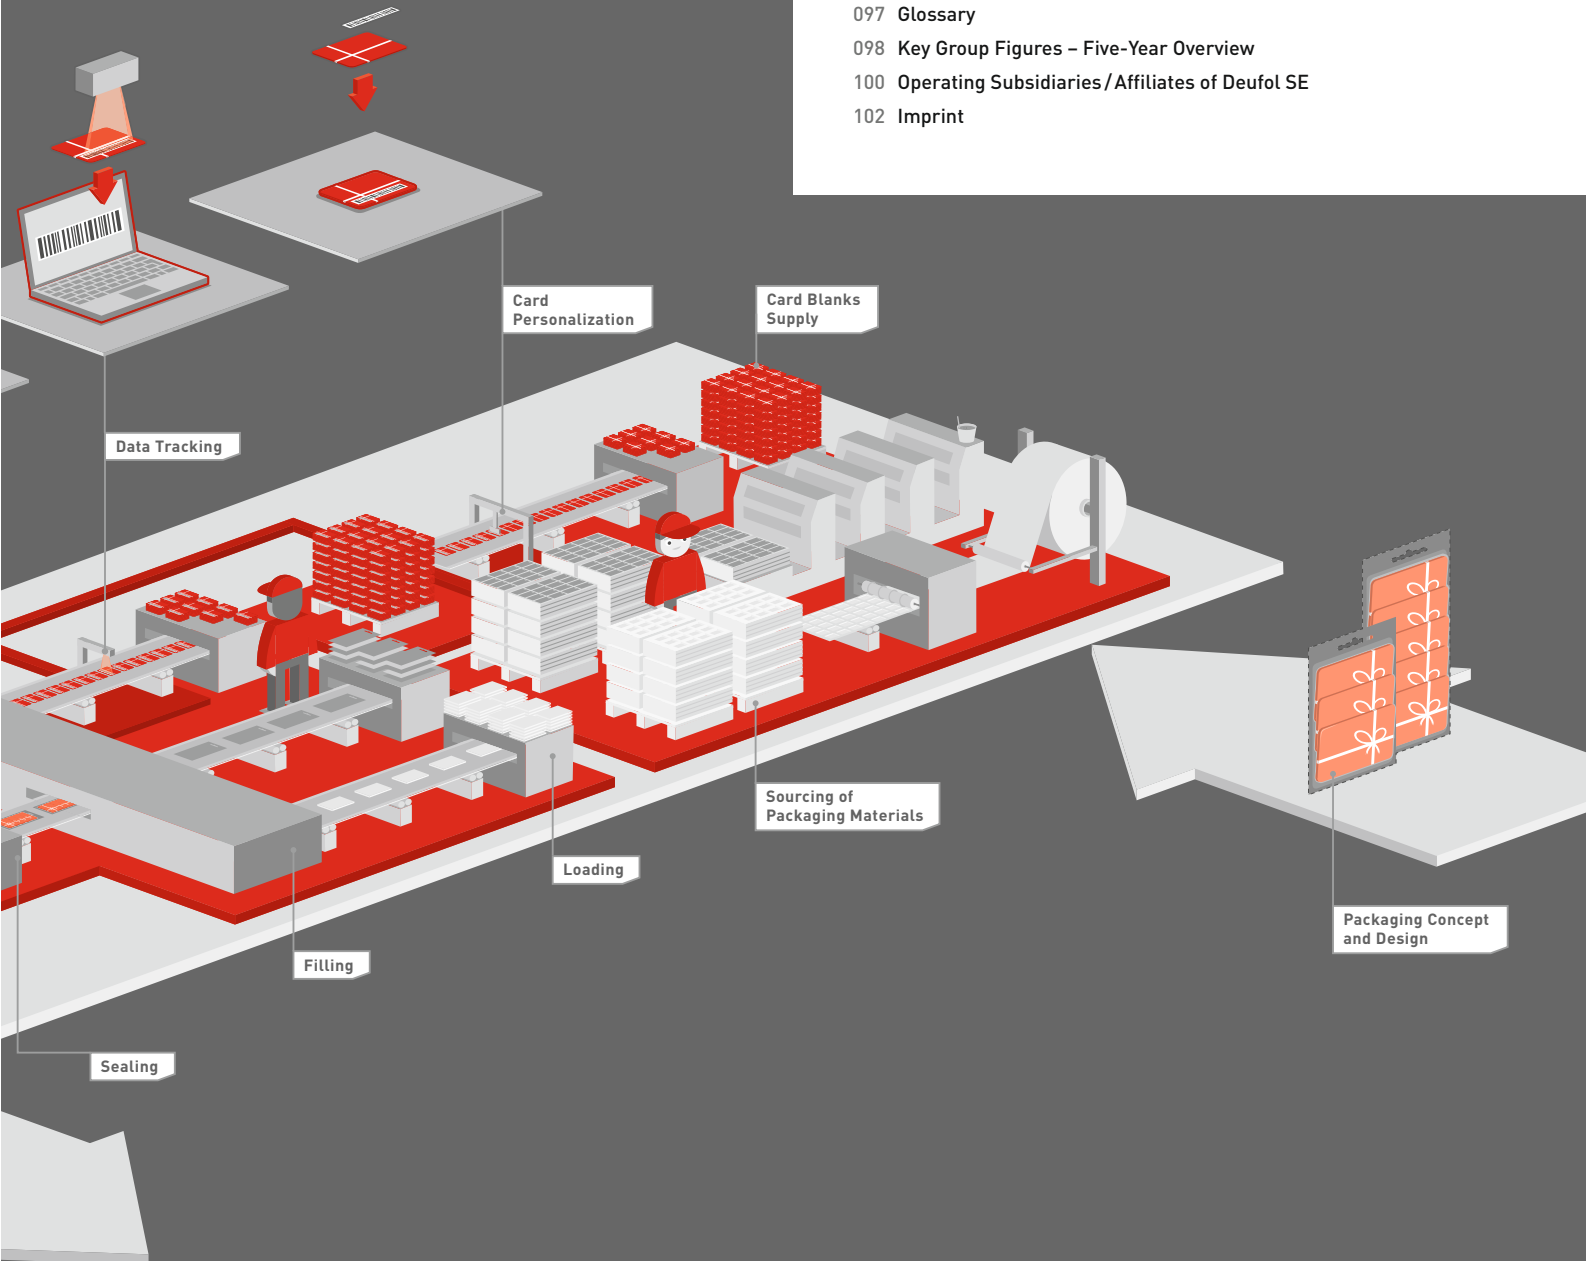 097 Glossary
098 Key Group Figures – Five-Year Overview
100 Operating Subsidiaries / Affiliates of Deufol SE
102 Imprint
Card
Personalization
Card Blanks
Supply
Data Tracking
Sourcing of
Packaging Materials
Loading
Packaging Concept
and Design
Filling
Sealing